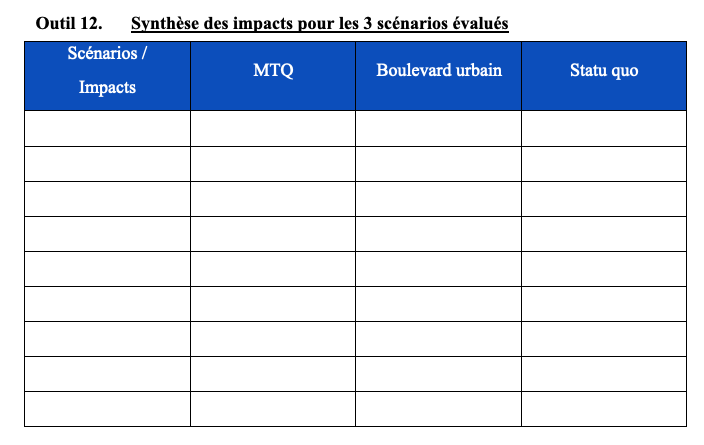 Outil 12. Synthèse des impacts pour les 3 scénarios évalués
Scénarios /
Impacts
MTQ
Boulevard urbain
Statu quo